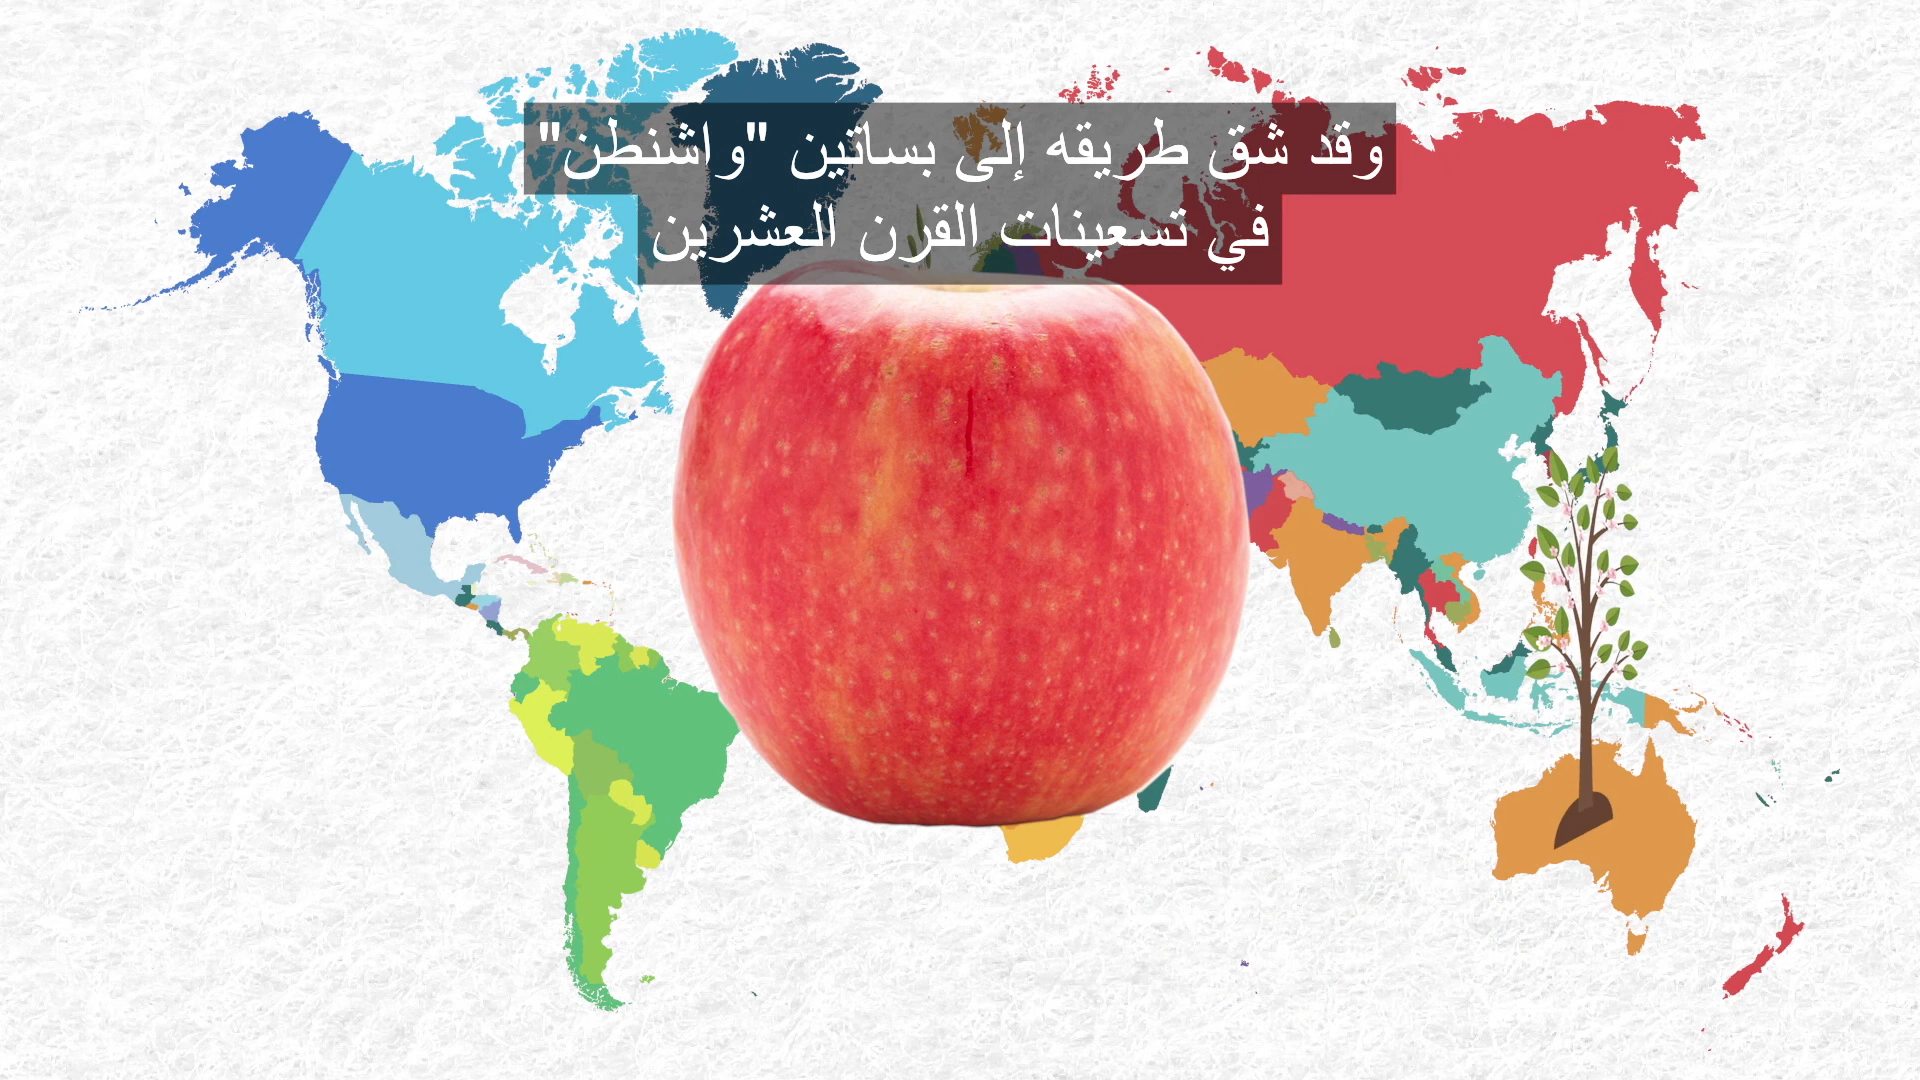 وقد شق طريقه إلى بساتين "واشنطن"
في تسعينات القرن العشرين